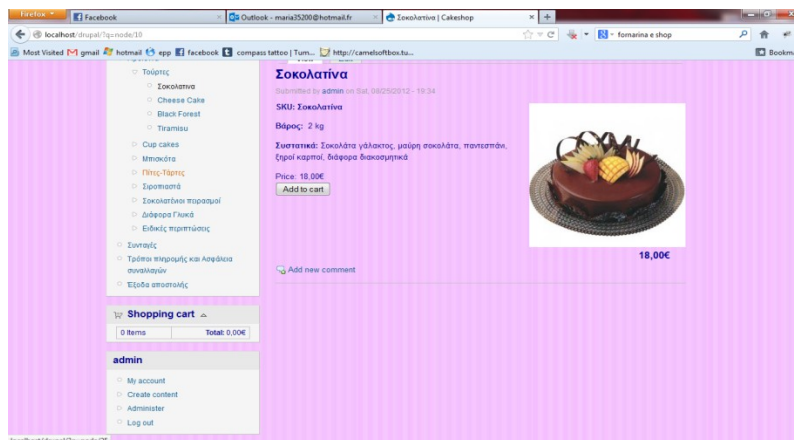 Firefox
Facebook
Outlook - maria35200@hotmail.fr
Σοκολατίνα | Cakeshop
localhost/drupal/?q=node/10
fornarina e shop
Most Visited
gmail
hotmail
epp
facebook
compass tattoo | Tum...
http://camelsoftbox.tu...
Bookm
Τούρτες
Σοκολατινα
Cheese Cake
Black Forest
Tiramisu
Cup cakes
Μπισκότα
Πίτες-Τάρτες
Σιροπιαστά
Σοκολατένιοι πειρασμοί
Διάφορα Γλυκά
Ειδικές περιπτώσεις
Συνταγές
Τρόποι πληρωμής και Ασφάλεια
συναλλαγών
Έξοδα αποστολής
Shopping cart
0 Items Total: 0,00€
admin
My account
Create content
Administer
Log out
Σοκολατίνα
Submitted by admin on Sat, 08/25/2012 - 19:34
SKU: Σοκολατίνα
Βάρος: 2 kg
Συστατικά: Σοκολάτα γάλακτος, μαύρη σοκολάτα, παντεσπάνι,
ξηροί καρποί, διάφορα διακοσμητικά
Price: 18,00€
Add to cart
18,00€
Add new comment